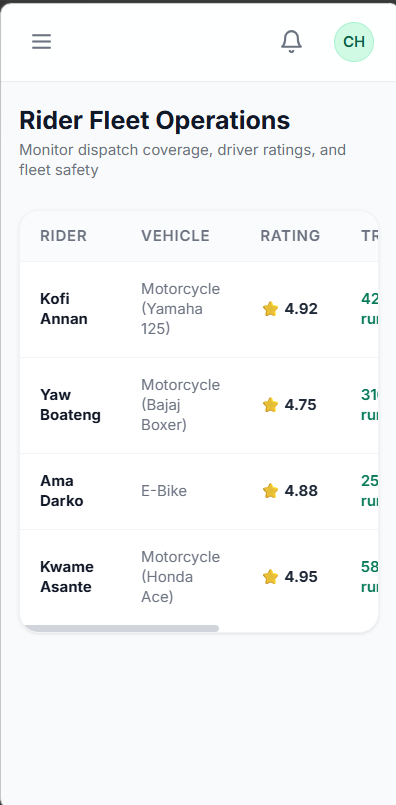 CH
Rider Fleet Operations
Monitor dispatch coverage, driver ratings, and
fleet safety
RIDER VEHICLE RATING
Kofi
Annan
Motorcycle
(Yamaha
125)
4.92
Yaw
Boateng
Motorcycle
(Bajaj
Boxer)
4.75
Ama
Darko
E-Bike
4.88
Kwame
Asante
Motorcycle
(Honda
Ace)
4.95